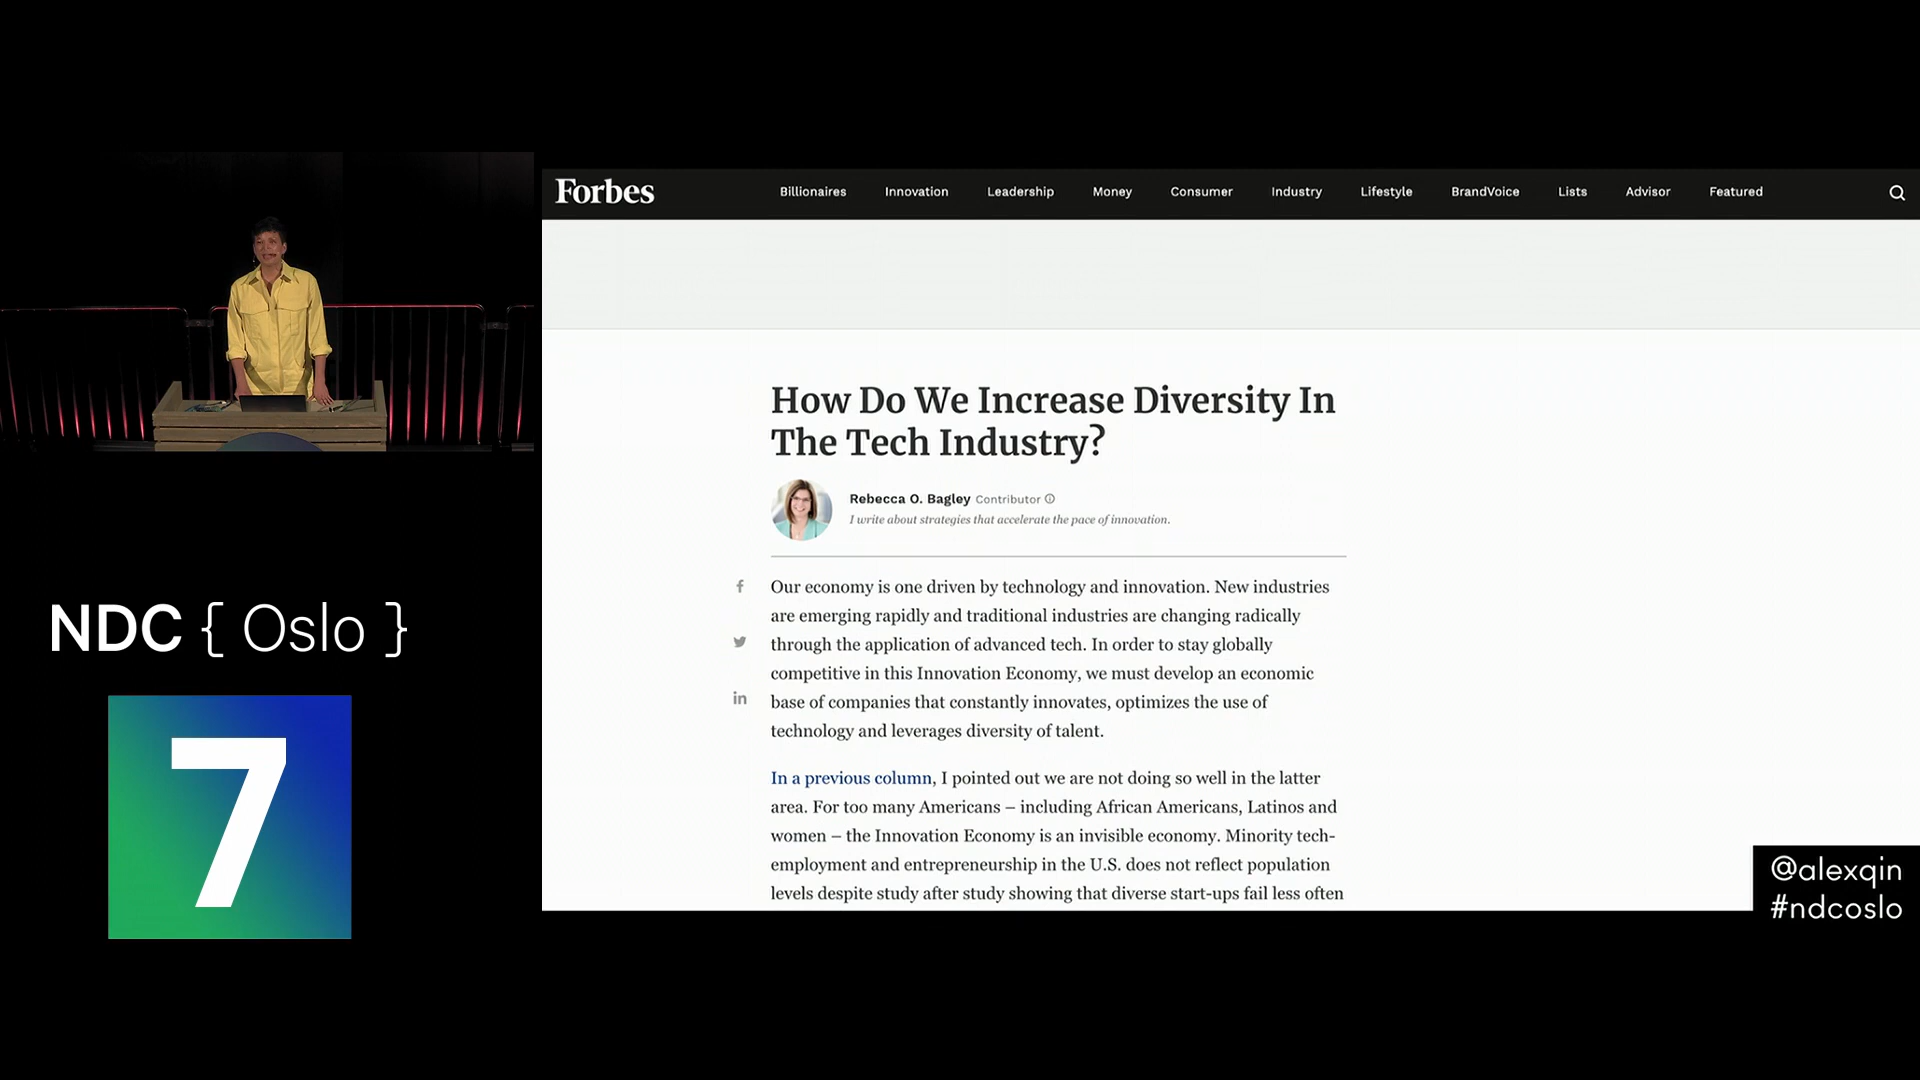 Forbes
Billionaires Innovation Leadership Money Consumer Industry Lifestyle BrandVoice Lists Advisor Featured
How Do We Increase Diversity In
The Tech Industry?
Rebecca O. Bagley Contributor
I write about strategies that accelerate the pace of innovation.
Our economy is one driven by technology and innovation. New industries
are emerging rapidly and traditional industries are changing radically
through the application of advanced tech. In order to stay globally
competitive in this Innovation Economy, we must develop an economic
base of companies that constantly innovates, optimizes the use of
technology and leverages diversity of talent.
In a previous column, I pointed out we are not doing so well in the latter
area. For too many Americans – including African Americans, Latinos and
women – the Innovation Economy is an invisible economy. Minority tech-
employment and entrepreneurship in the U.S. does not reflect population
levels despite study after study showing that diverse start-ups fail less often
NDC { Oslo }
7
@alexqin
#ndcoslo